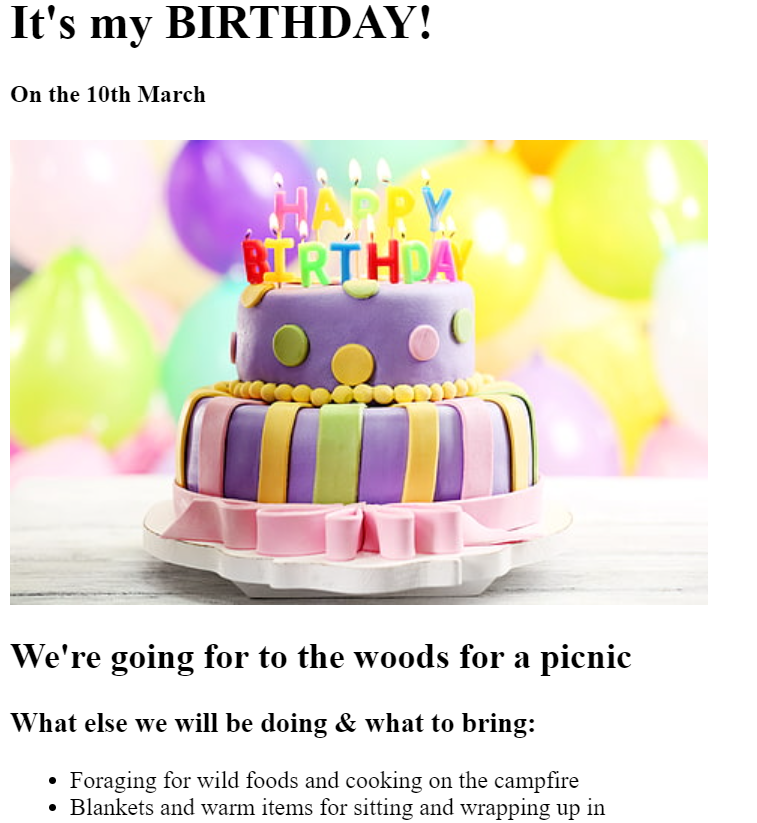 It's my BIRTHDAY!
On the 10th March
HAPPY
BIRTHDAY
We're going for to the woods for a picnic
What else we will be doing & what to bring:
• Foraging for wild foods and cooking on the campfire
• Blankets and warm items for sitting and wrapping up in